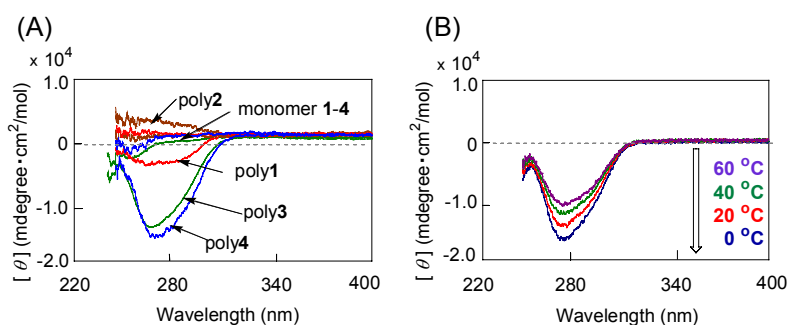 (A)
x 10⁴
[ θ ] (mdegree・cm²/mol)
1.0
0
-1.0
-2.0
220
280
340
400
Wavelength (nm)
poly2
monomer 1-4
poly1
poly3
poly4
(B)
x 10⁴
[ θ ] (mdegree・cm²/mol)
1.0
0
-1.0
-2.0
220
280
340
400
Wavelength (nm)
60 °C
40 °C
20 °C
0 °C